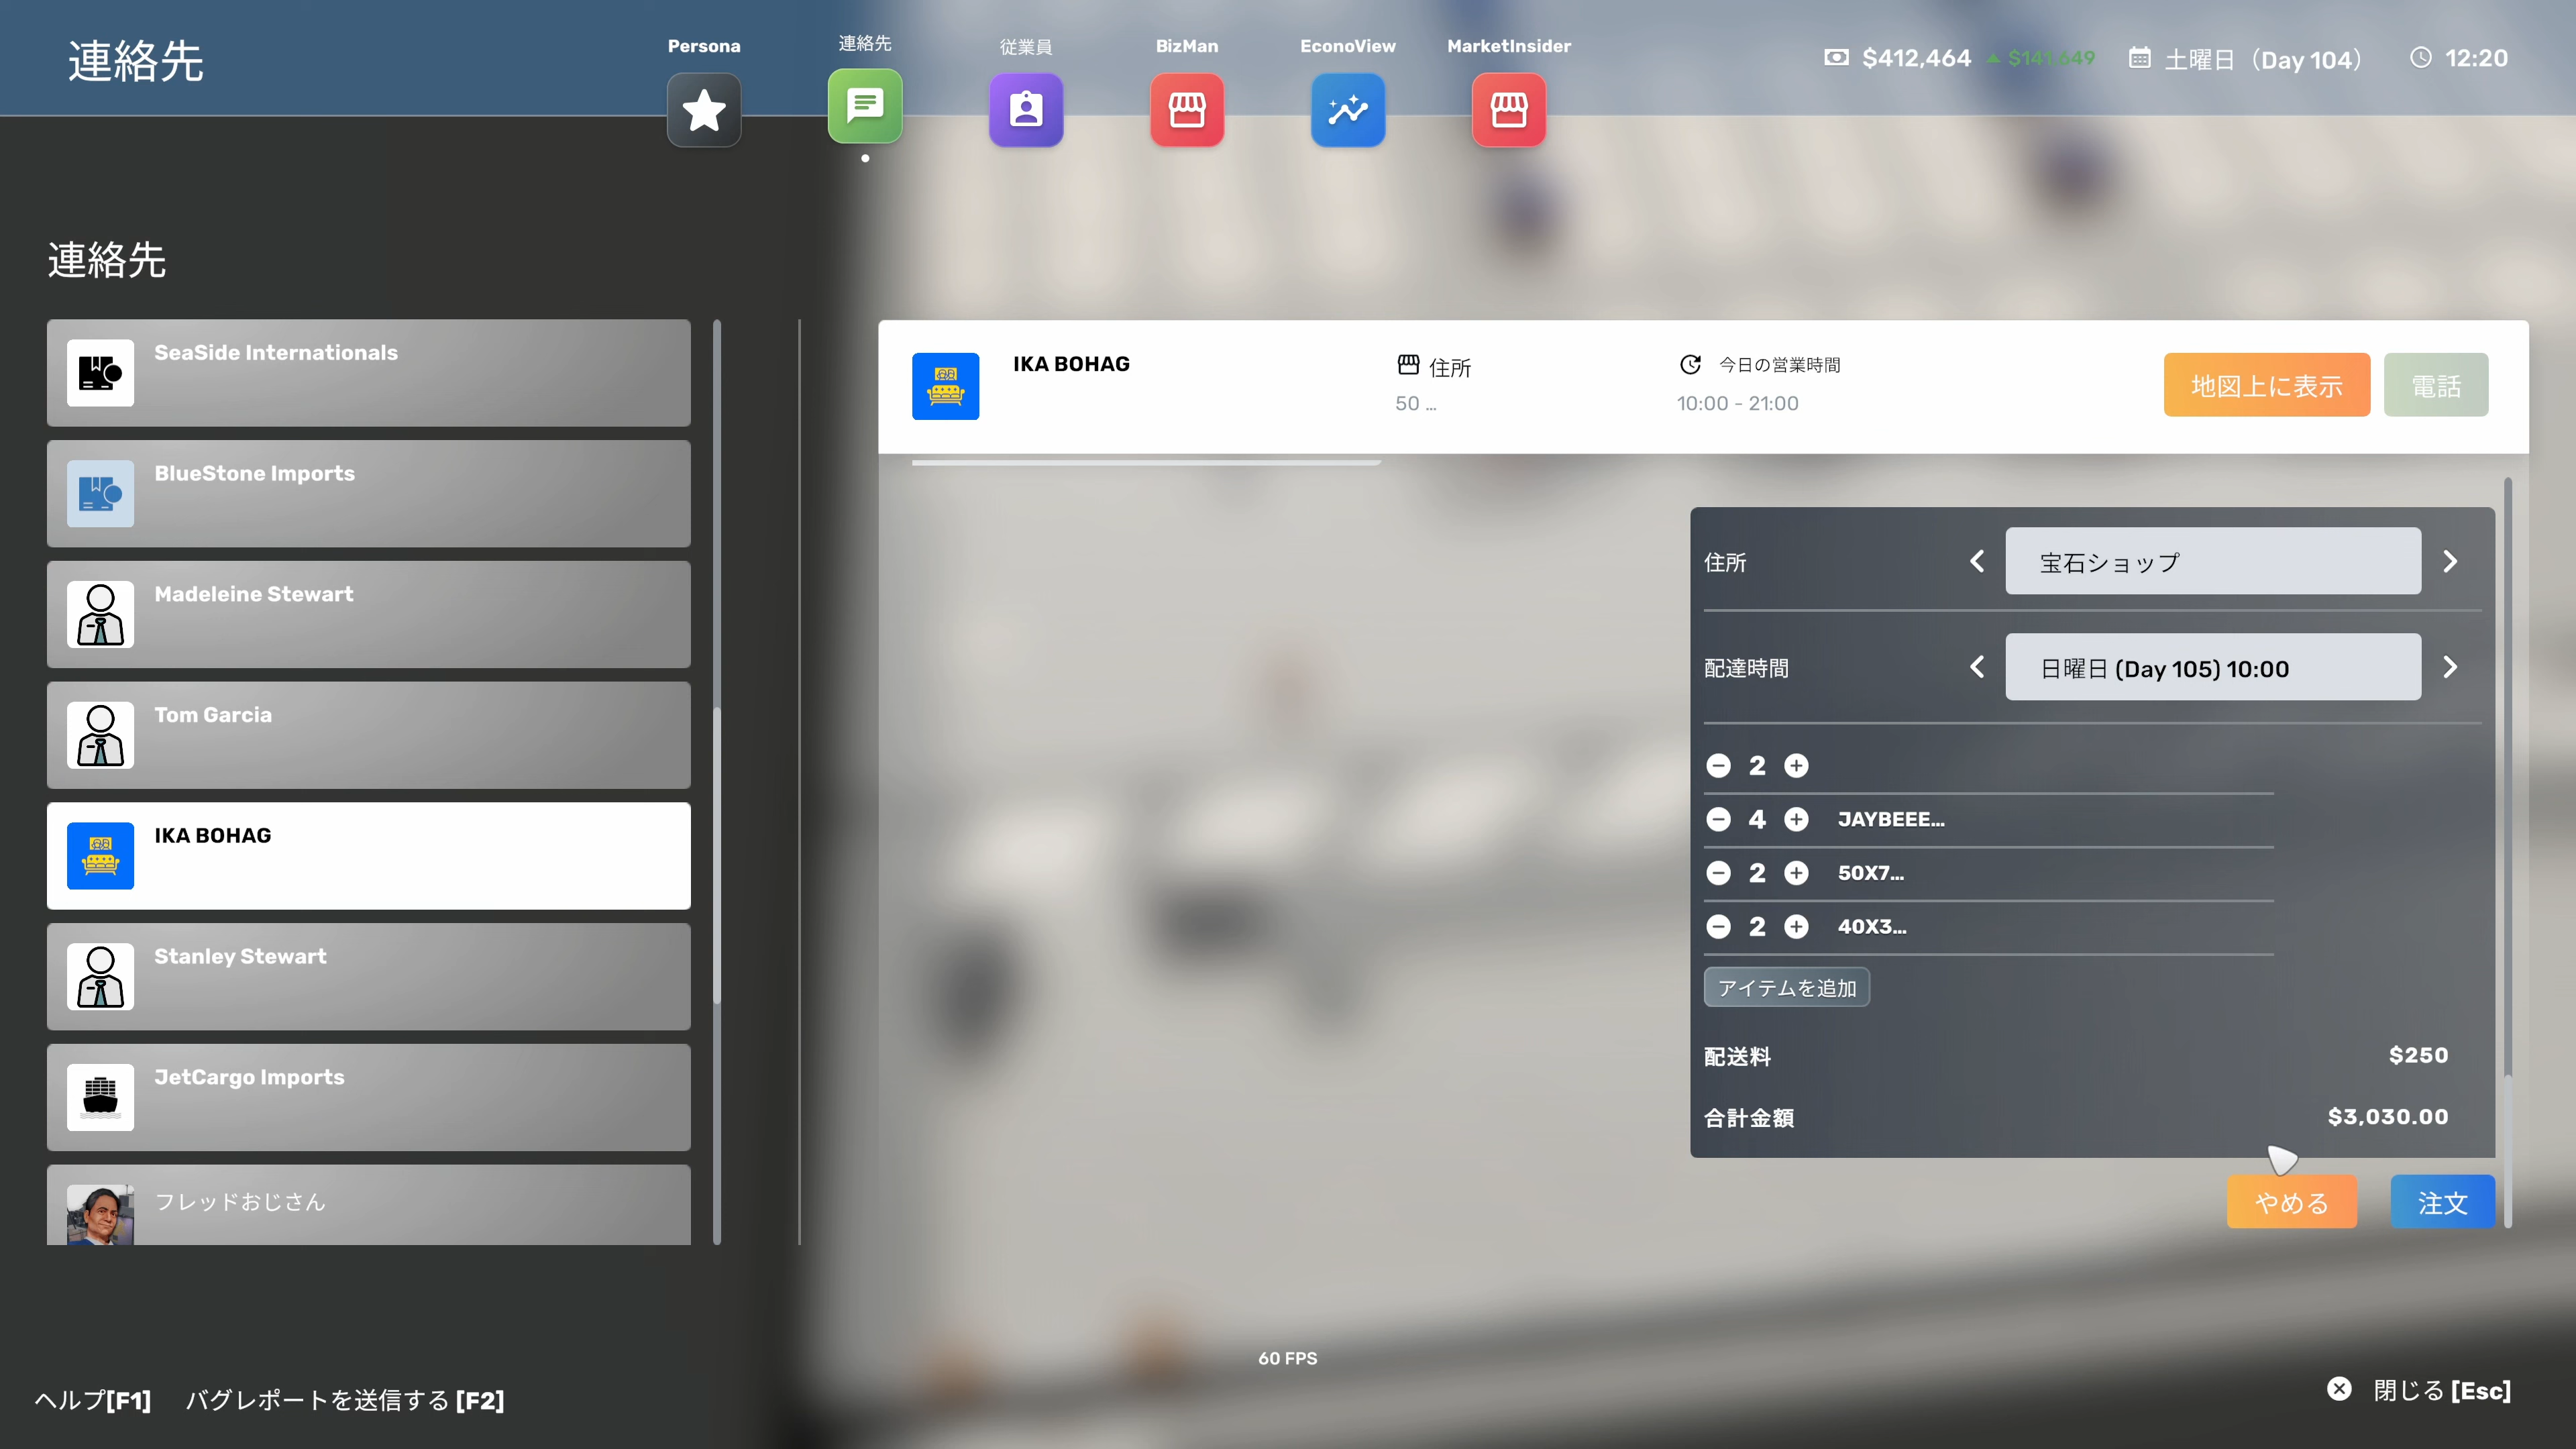 連絡先
Persona
連絡先
従業員
BizMan
EconoView
MarketInsider
$412,464
$141,649
土曜日（Day 104）
12:20
連絡先
SeaSide Internationals
BlueStone Imports
Madeleine Stewart
Tom Garcia
IKA BOHAG
Stanley Stewart
JetCargo Imports
フレッドおじさん
IKA BOHAG
住所
50 ...
今日の営業時間
10:00 - 21:00
地図上に表示
電話
住所
宝石ショップ
配達時間
日曜日 (Day 105) 10:00
2
4 JAYBEEE...
2 50X7...
2 40X3...
アイテムを追加
配送料
$250
合計金額
$3,030.00
やめる
注文
60 FPS
ヘルプ[F1]
バグレポートを送信する [F2]
閉じる [Esc]